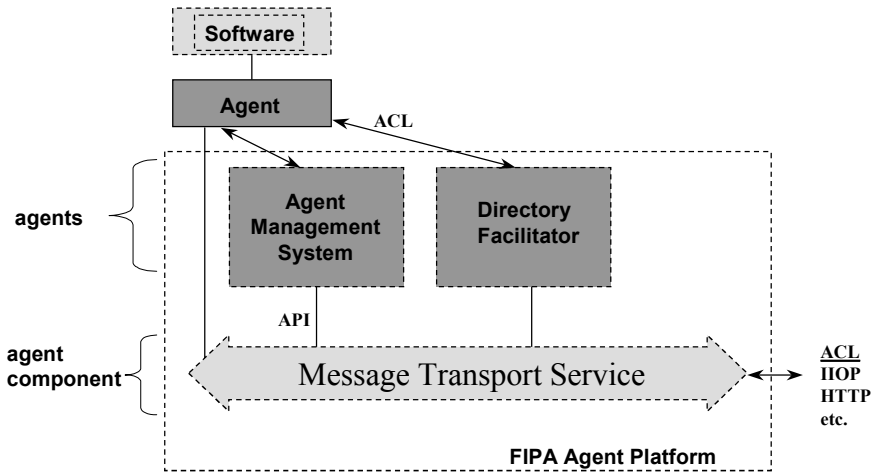 Software
Agent
ACL
agents
Agent
Management
System
Directory
Facilitator
API
agent
component
Message Transport Service
ACL
IIOP
HTTP
etc.
FIPA Agent Platform